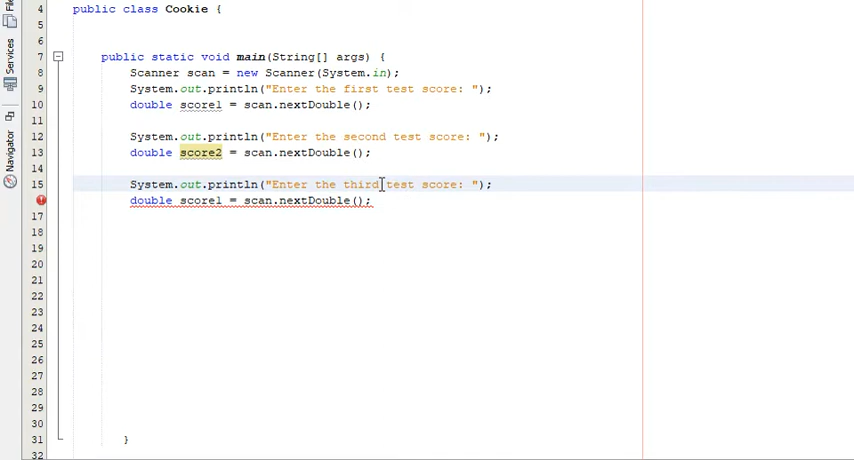 Fil
Services
Navigator
4 public class Cookie {
5
6
7 public static void main(String[] args) {
8 Scanner scan = new Scanner(System.in);
9 System.out.println("Enter the first test score: ");
10 double score1 = scan.nextDouble();
11
12 System.out.println("Enter the second test score: ");
13 double score2 = scan.nextDouble();
14
15 System.out.println("Enter the third test score: ");
double score1 = scan.nextDouble();
17
18
19
20
21
22
23
24
25
26
27
28
29
30
31 }
32